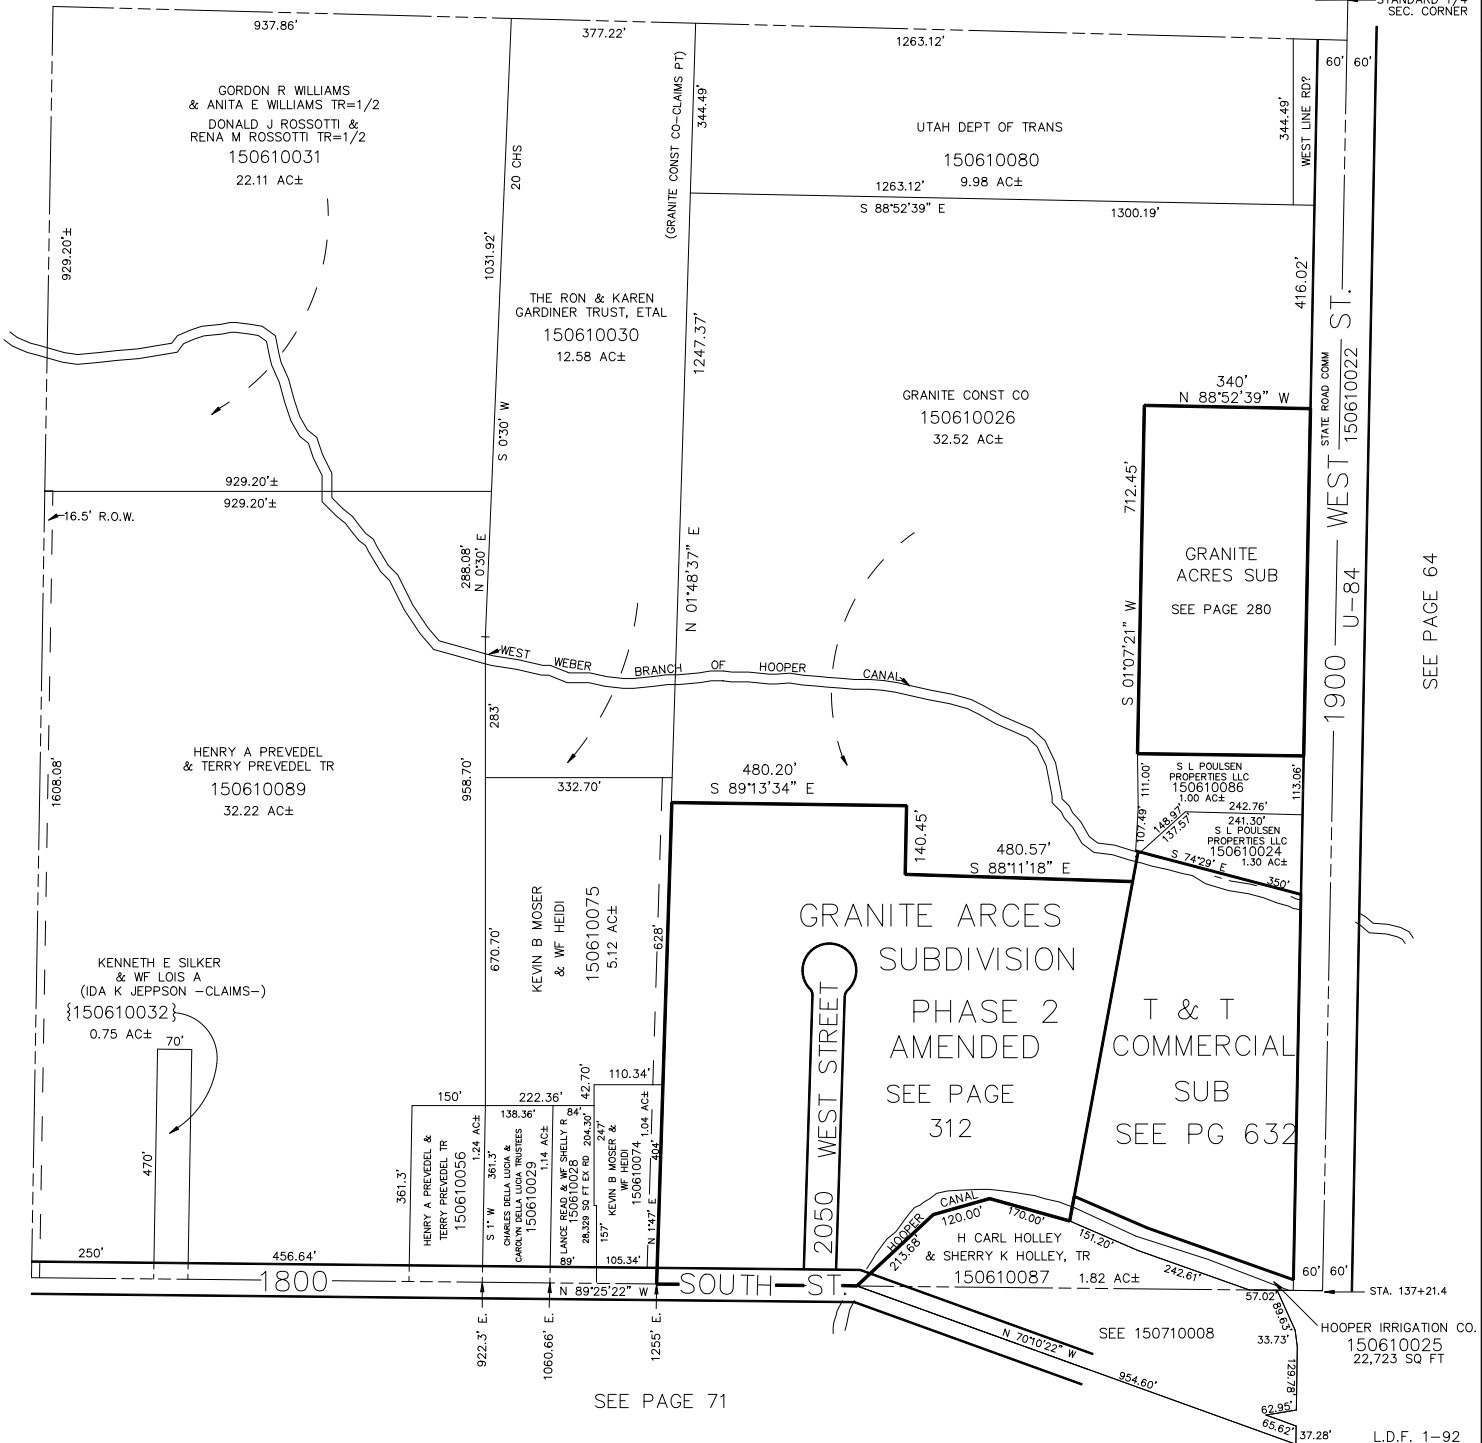 STANDARD 1/4
SEC. CORNER
937.86'
377.22'
1263.12'
60'
60'
GORDON R WILLIAMS
& ANITA E WILLIAMS TR=1/2
DONALD J ROSSOTTI &
RENA M ROSSOTTI TR=1/2
150610031
22.11 AC±
929.20'±
20 CHS
1031.92'
S 0°30' W
(GRANITE CONST CO-CLAIMS PT)
344.49'
UTAH DEPT OF TRANS
150610080
9.98 AC±
344.49'
WEST LINE RD?
1263.12'
S 88°52'39" E
1300.19'
416.02'
THE RON & KAREN
GARDINER TRUST, ETAL
150610030
12.58 AC±
1247.37'
N 01°48'37" E
GRANITE CONST CO
150610026
32.52 AC±
340'
N 88°52'39" W
712.45'
S 01°07'21" W
GRANITE
ACRES SUB
SEE PAGE 280
STATE ROAD COMM
150610022
1900 WEST ST.
U-84
SEE PAGE 64
929.20'±
929.20'±
16.5' R.O.W.
288.08'
N 0°30' E
WEST WEBER BRANCH OF HOOPER CANAL
283'
HENRY A PREVEDEL
& TERRY PREVEDEL TR
150610089
32.22 AC±
1608.08'
958.70'
332.70'
480.20'
S 89°13'34" E
140.45'
480.57'
S 88°11'18" E
111.00'
S L POULSEN
PROPERTIES LLC
150610086
1.00 AC±
113.06'
242.76'
107.49'
148.97'
137.57'
241.30'
S L POULSEN
PROPERTIES LLC
150610024
1.30 AC±
S 74°29' E
350'
KEVIN B MOSER
& WF HEIDI
150610075
5.12 AC±
670.70'
628'
GRANITE ARCES
SUBDIVISION
PHASE 2
AMENDED
SEE PAGE
312
2050 WEST STREET
T & T
COMMERCIAL
SUB
SEE PG 632
KENNETH E SILKER
& WF LOIS A
(IDA K JEPPSON -CLAIMS-)
{150610032}
0.75 AC±
70'
470'
150'
222.36'
42.70'
110.34'
361.3'
HENRY A PREVEDEL &
TERRY PREVEDEL TR
150610056
1.24 AC±
S 1° W
361.3'
138.36'
CHARLES DELLA LUCIA &
CAROLYN DELLA LUCIA TRUSTEES
150610029
1.14 AC±
84'
LANCE READ & WF SHELLY R
150610028
28,329 SQ FT EX RD
204.30'
89'
247'
157'
KEVIN B MOSER &
WF HEIDI
150610074
1.04 AC±
404'
N 1°47' E
105.34'
250'
456.64'
1800 SOUTH ST.
N 89°25'22" W
922.3' E.
1060.66' E.
1255' E.
HOOPER CANAL
213.68'
120.00'
170.00'
151.20'
242.61'
H CARL HOLLEY
& SHERRY K HOLLEY, TR
150610087
1.82 AC±
60'
60'
STA. 137+21.4
57.02'
89.63'
33.73'
129.78'
62.95'
65.62'
37.28'
HOOPER IRRIGATION CO.
150610025
22,723 SQ FT
SEE 150710008
N 70°10'22" W
954.60'
SEE PAGE 71
L.D.F. 1-92